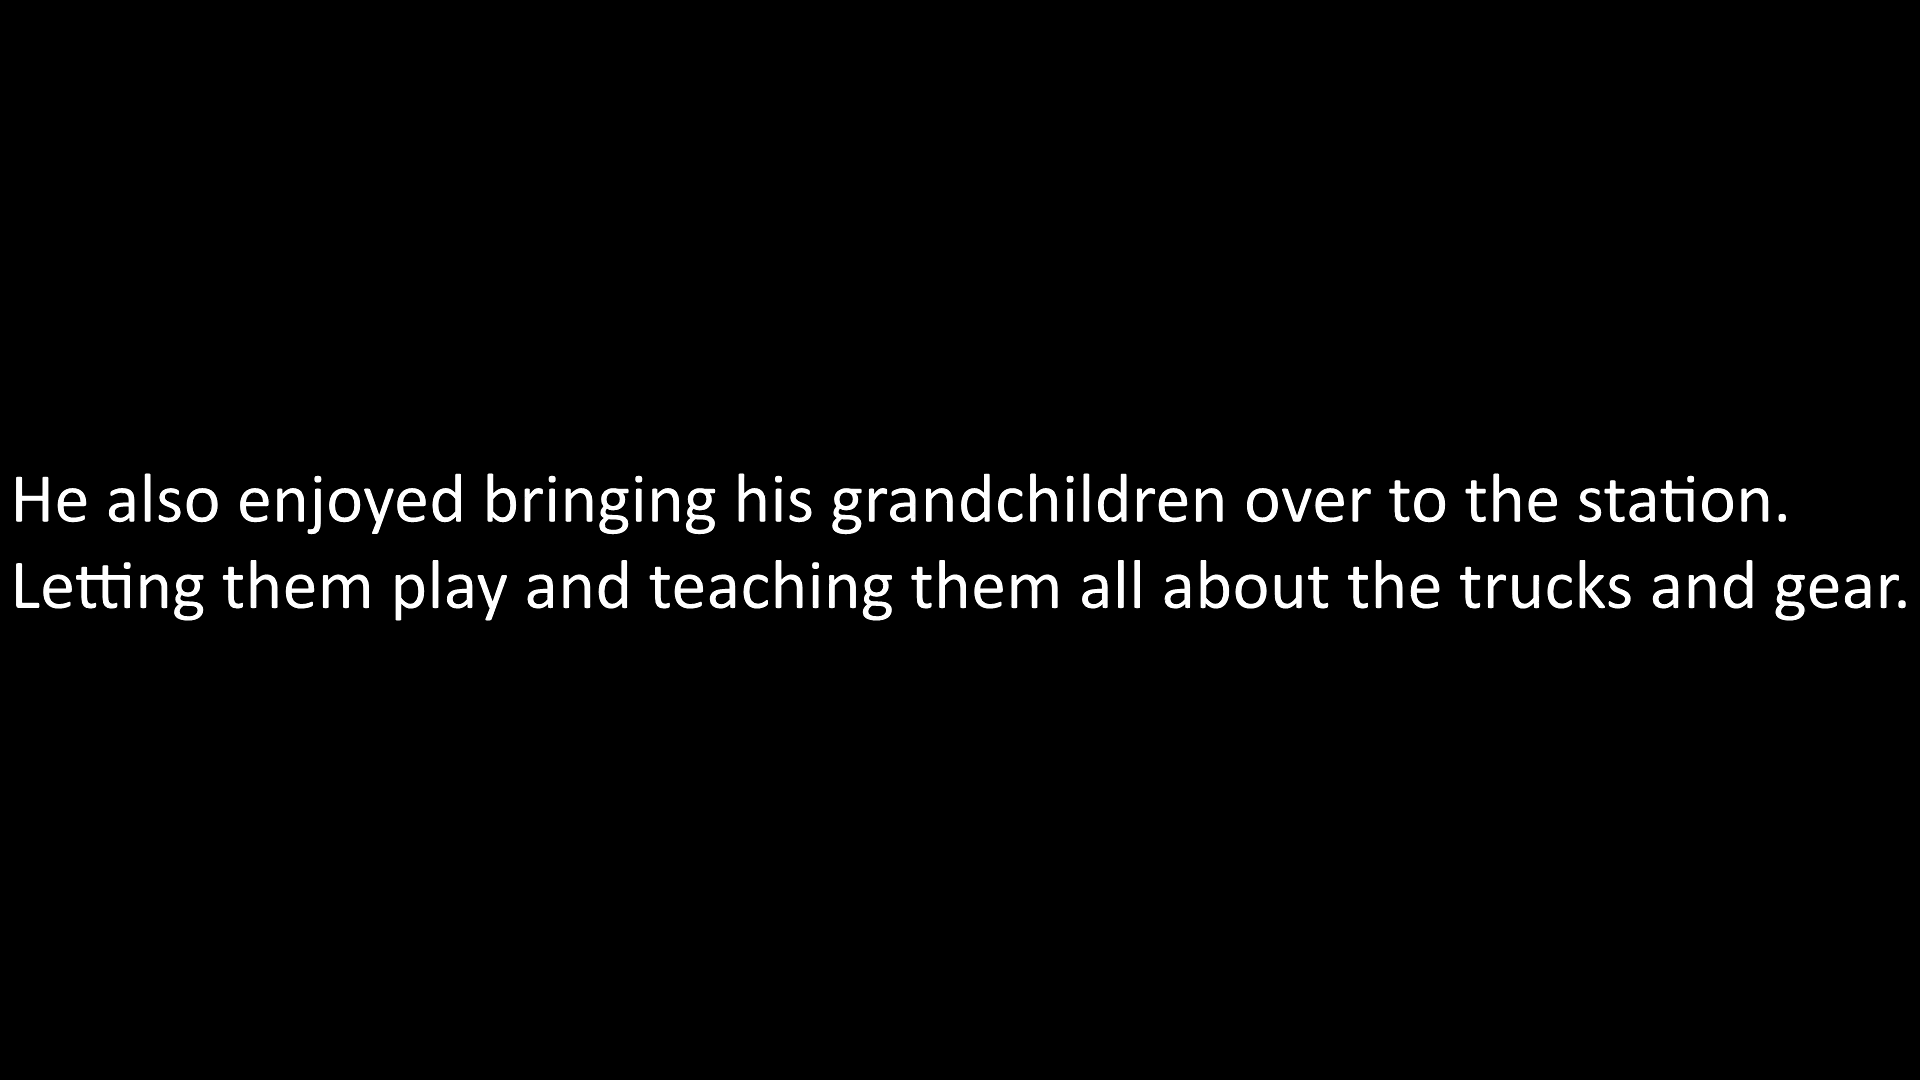 He also enjoyed bringing his grandchildren over to the station.
Letting them play and teaching them all about the trucks and gear.